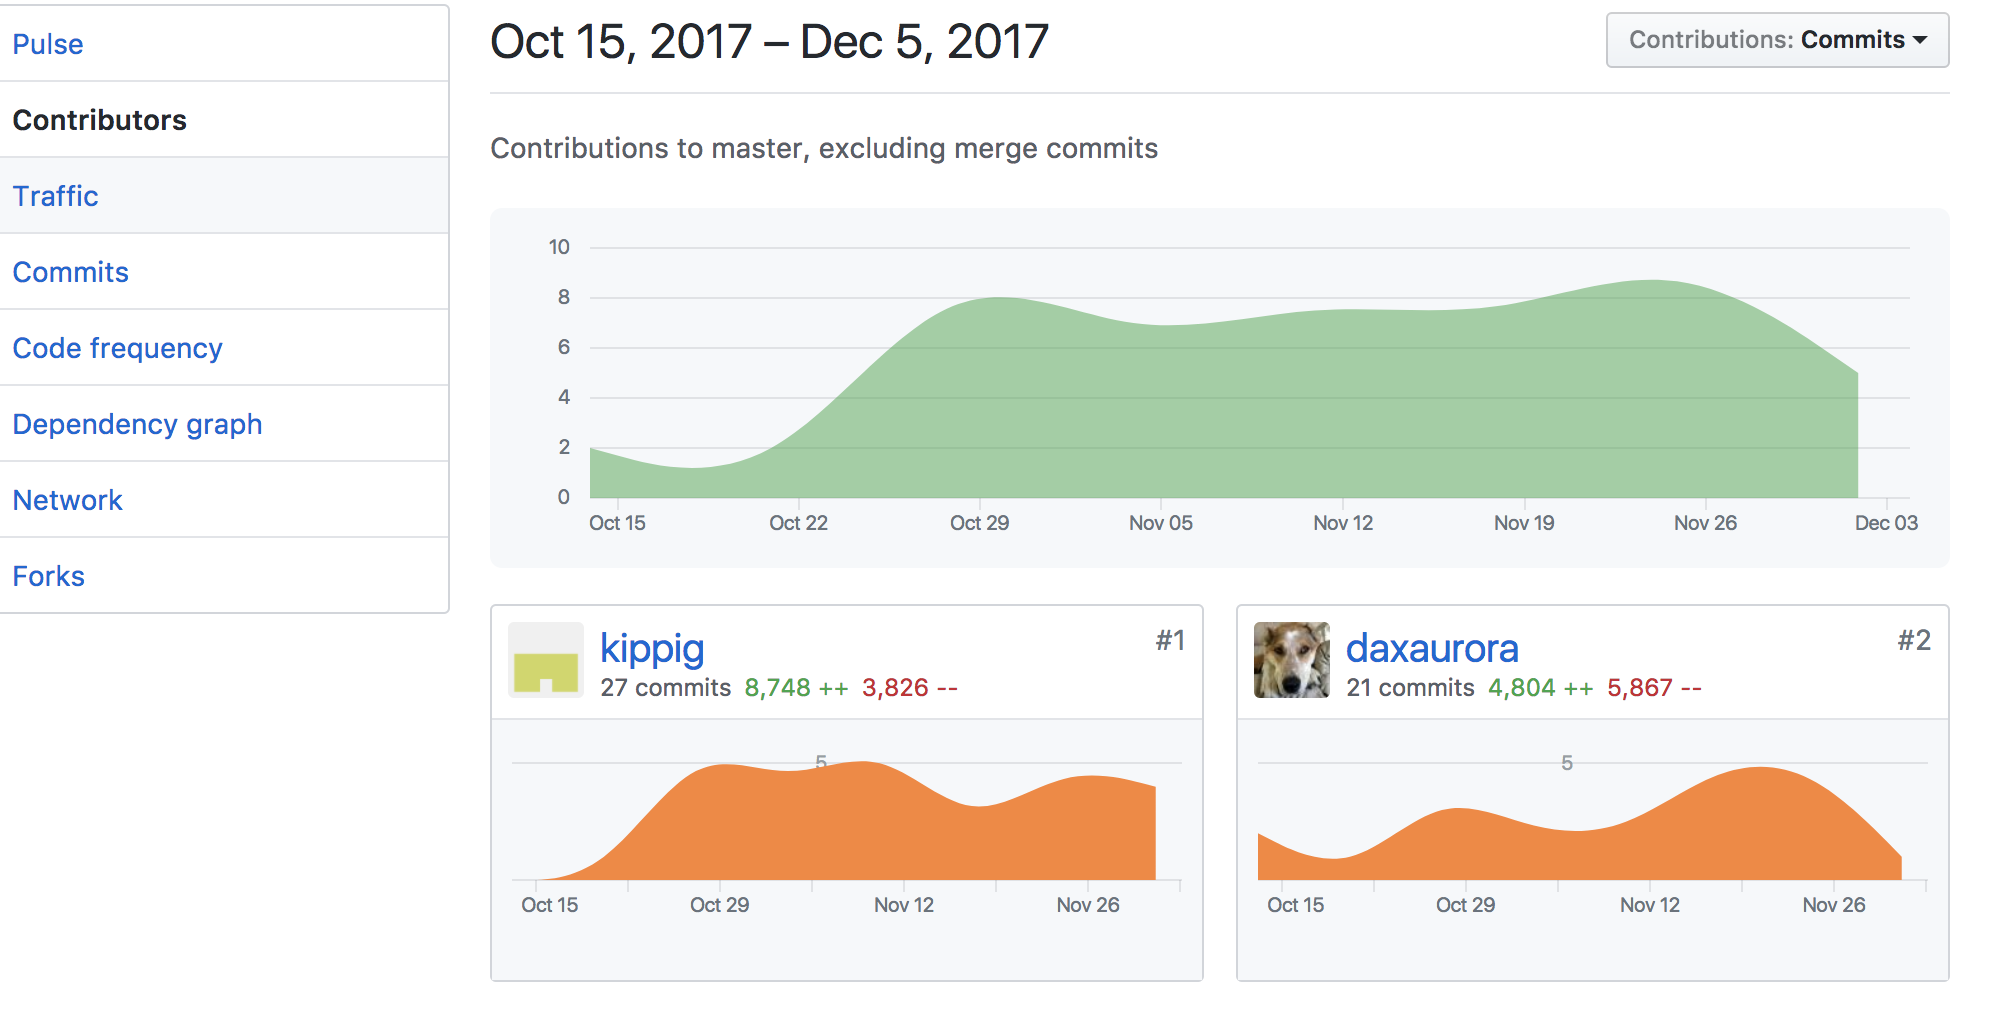 Pulse
Contributors
Traffic
Commits
Code frequency
Dependency graph
Network
Forks
Oct 15, 2017 – Dec 5, 2017
Contributions: Commits
Contributions to master, excluding merge commits
10
8
6
4
2
0
Oct 15 Oct 22 Oct 29 Nov 05 Nov 12 Nov 19 Nov 26 Dec 03
kippig #1
27 commits 8,748 ++ 3,826 --
5
Oct 15 Oct 29 Nov 12 Nov 26
daxaurora #2
21 commits 4,804 ++ 5,867 --
5
Oct 15 Oct 29 Nov 12 Nov 26